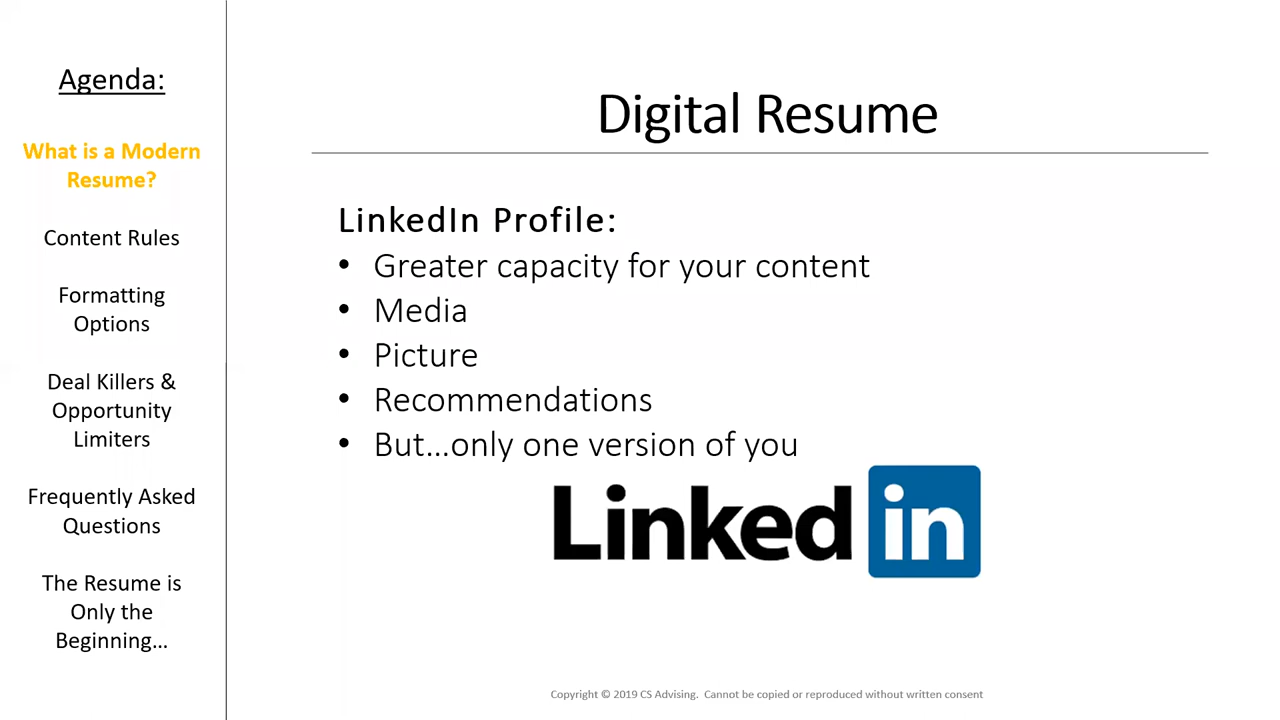 Agenda:
What is a Modern
Resume?
Content Rules
Formatting
Options
Deal Killers &
Opportunity
Limiters
Frequently Asked
Questions
The Resume is
Only the
Beginning...
Digital Resume
LinkedIn Profile:
• Greater capacity for your content
• Media
• Picture
• Recommendations
• But...only one version of you
Linked in
Copyright © 2019 CS Advising. Cannot be copied or reproduced without written consent